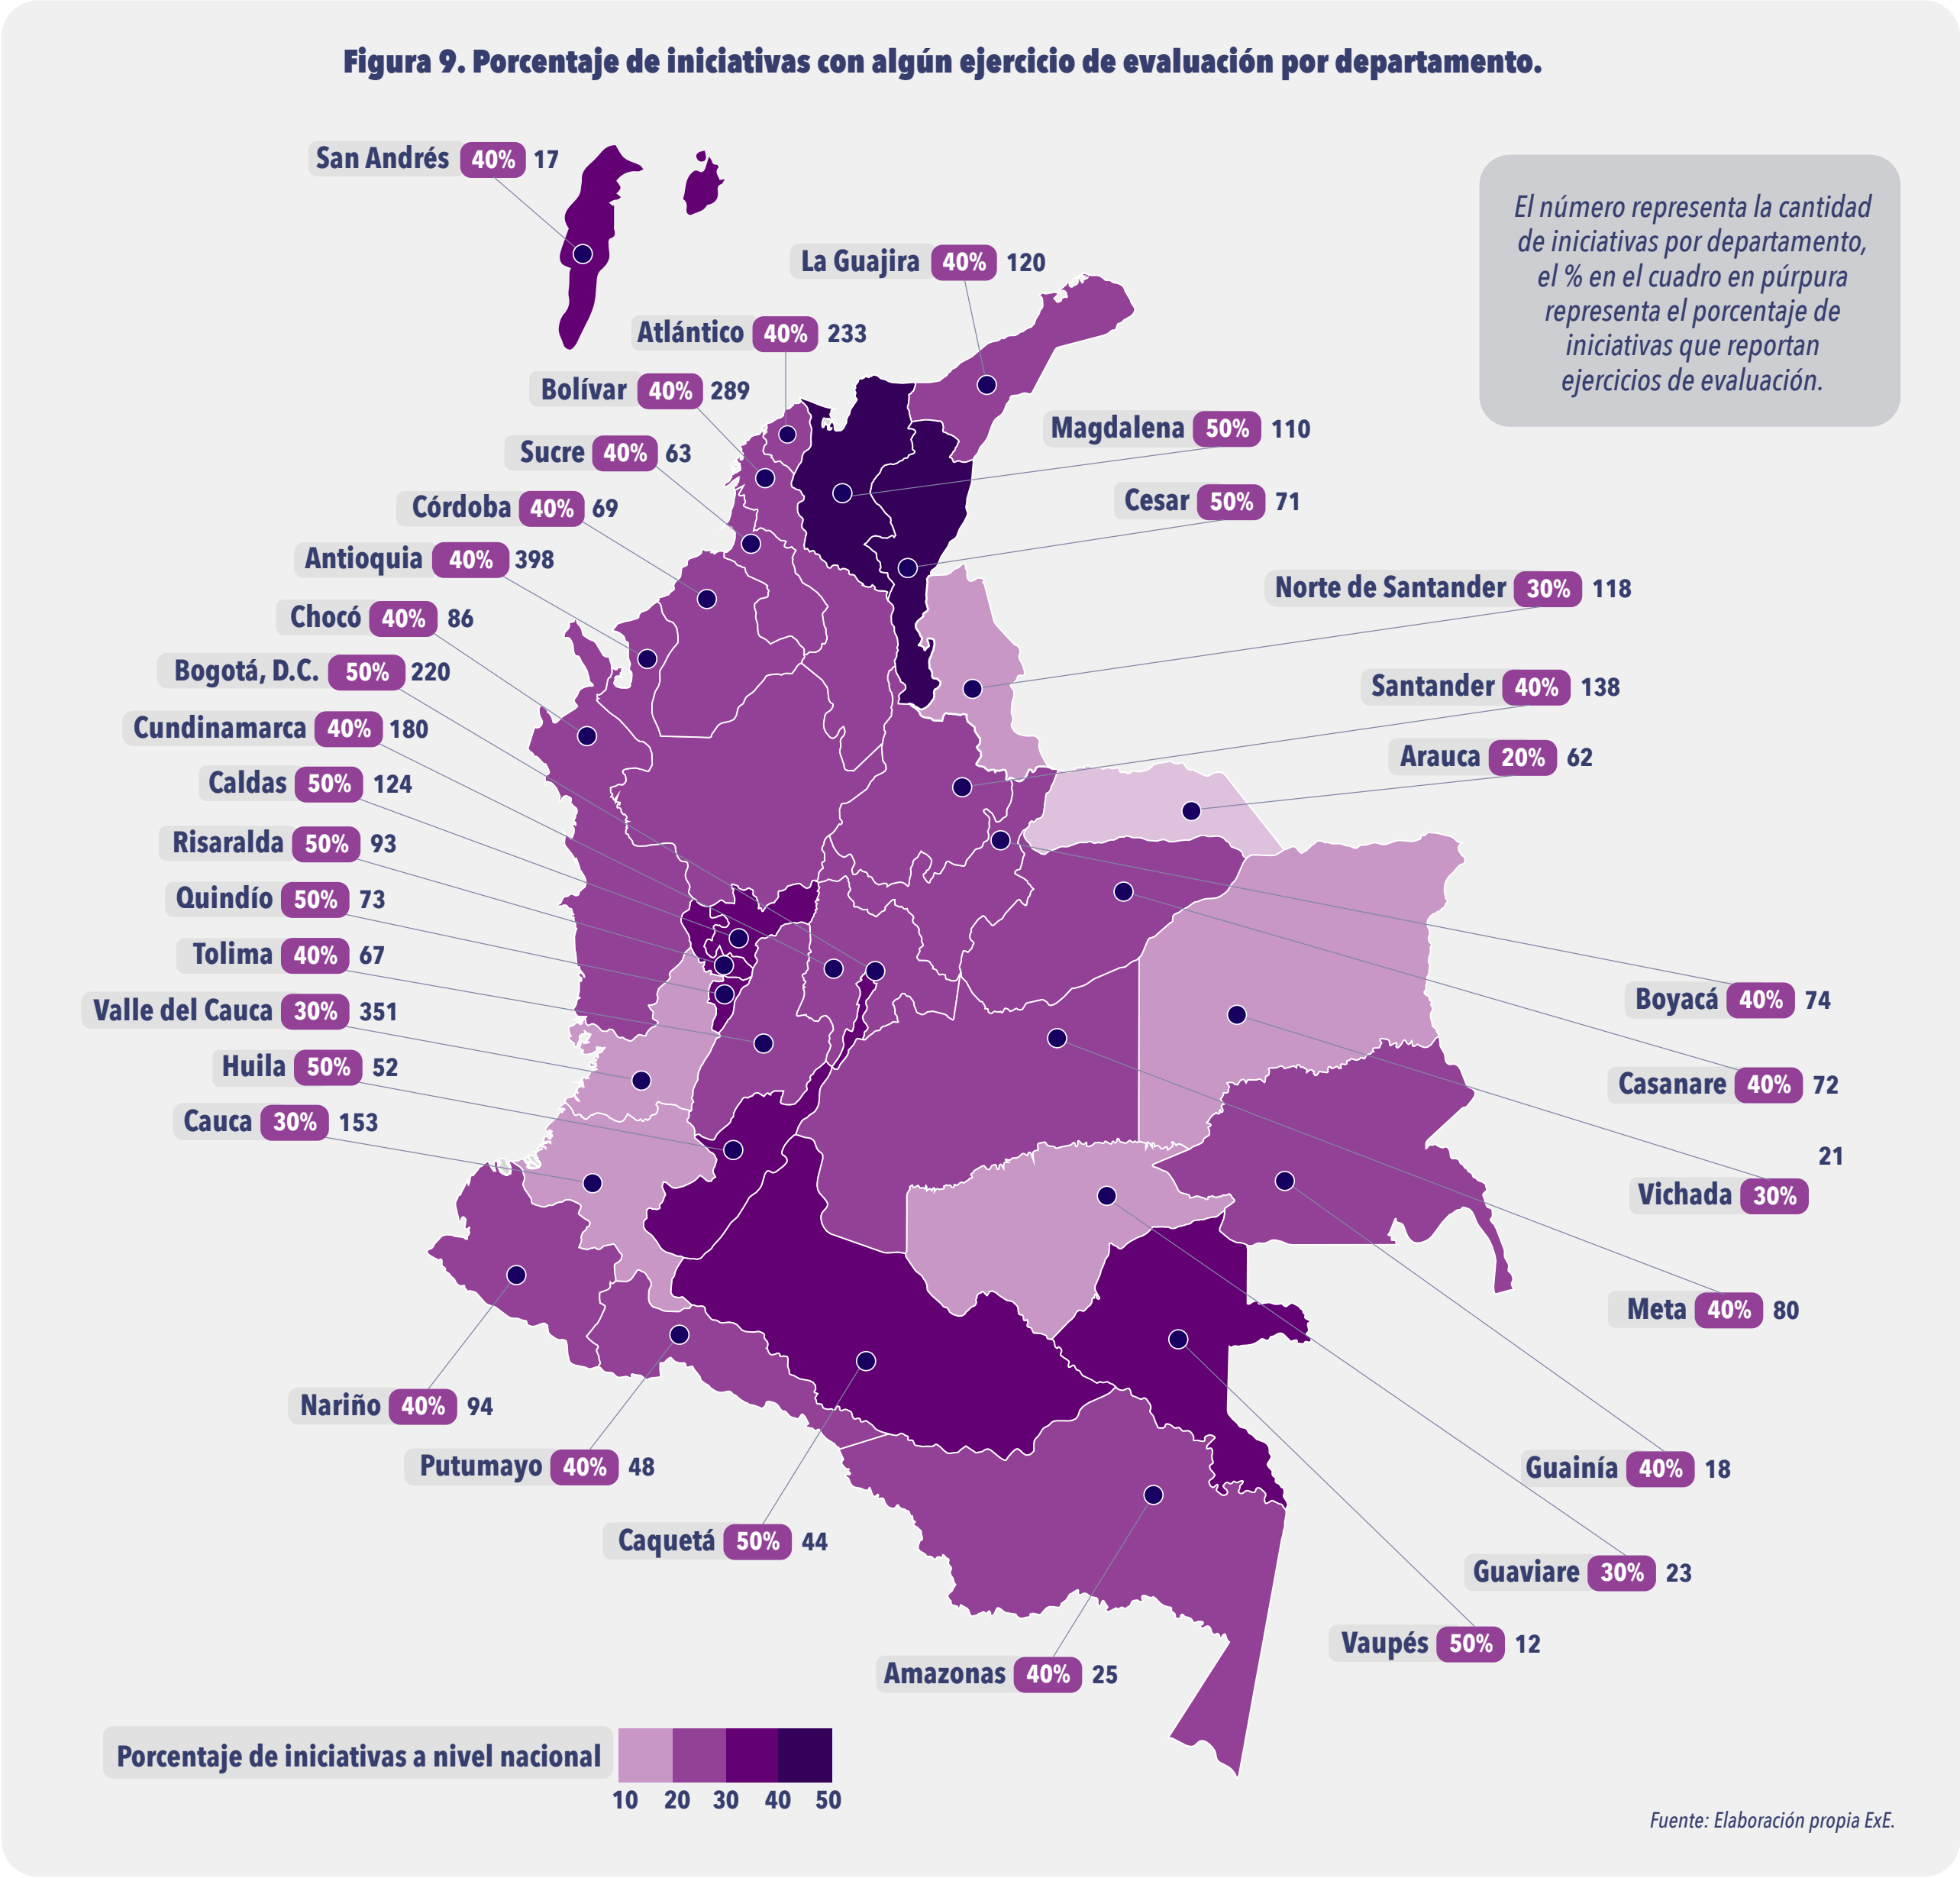 Figura 9. Porcentaje de iniciativas con algún ejercicio de evaluación por departamento.
San Andrés 40% 17
El número representa la cantidad
de iniciativas por departamento,
el % en el cuadro en púrpura
representa el porcentaje de
iniciativas que reportan
ejercicios de evaluación.
La Guajira 40% 120
Atlántico 40% 233
Bolívar 40% 289
Magdalena 50% 110
Sucre 40% 63
Cesar 50% 71
Córdoba 40% 69
Antioquia 40% 398
Norte de Santander 30% 118
Chocó 40% 86
Bogotá, D.C. 50% 220
Santander 40% 138
Cundinamarca 40% 180
Arauca 20% 62
Caldas 50% 124
Risaralda 50% 93
Quindío 50% 73
Tolima 40% 67
Boyacá 40% 74
Valle del Cauca 30% 351
Huila 50% 52
Casanare 40% 72
Cauca 30% 153
21
Vichada 30%
Meta 40% 80
Nariño 40% 94
Putumayo 40% 48
Guainía 40% 18
Caquetá 50% 44
Guaviare 30% 23
Vaupés 50% 12
Amazonas 40% 25
Porcentaje de iniciativas a nivel nacional
10 20 30 40 50
Fuente: Elaboración propia ExE.